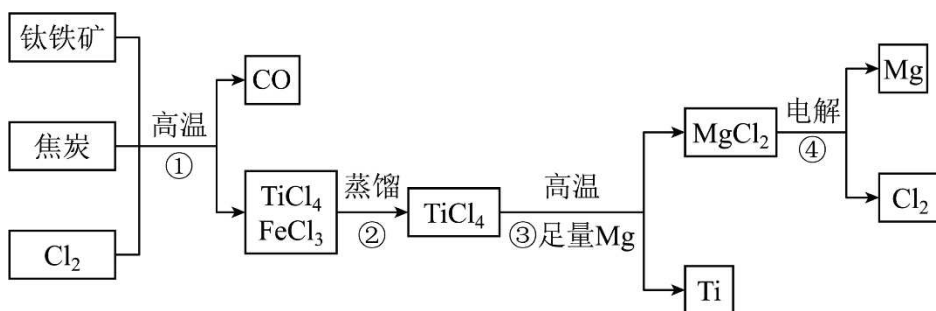 钛铁矿
焦炭
Cl₂
高温
①
CO
TiCl₄
FeCl₃
蒸馏
②
TiCl₄
高温
③足量Mg
MgCl₂
Ti
电解
④
Mg
Cl₂